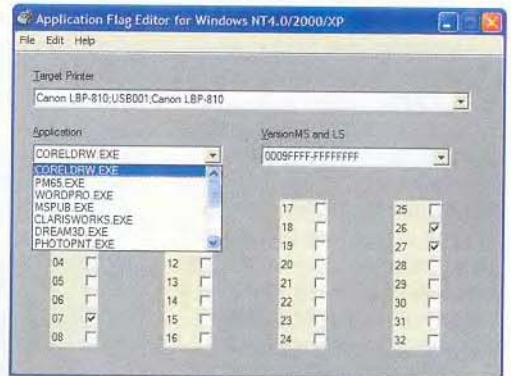 Application Flag Editor for Windows NT4.0/2000/XP
File Edit Help
Target Printer
Canon LBP-810;USB001;Canon LBP-810
Application
VersionMS and LS
CORELDRW.EXE
0009FFFF-FFFFFFFF
CORELDRW.EXE
PM65.EXE
WORDPRO.EXE
MSPUB.EXE
CLARISWORKS.EXE
DREAM3D.EXE
PHOTOPNT.EXE
17 25
18 26
19 27
04 12 20 28
05 13 21 29
06 14 22 30
07 15 23 31
08 16 24 32